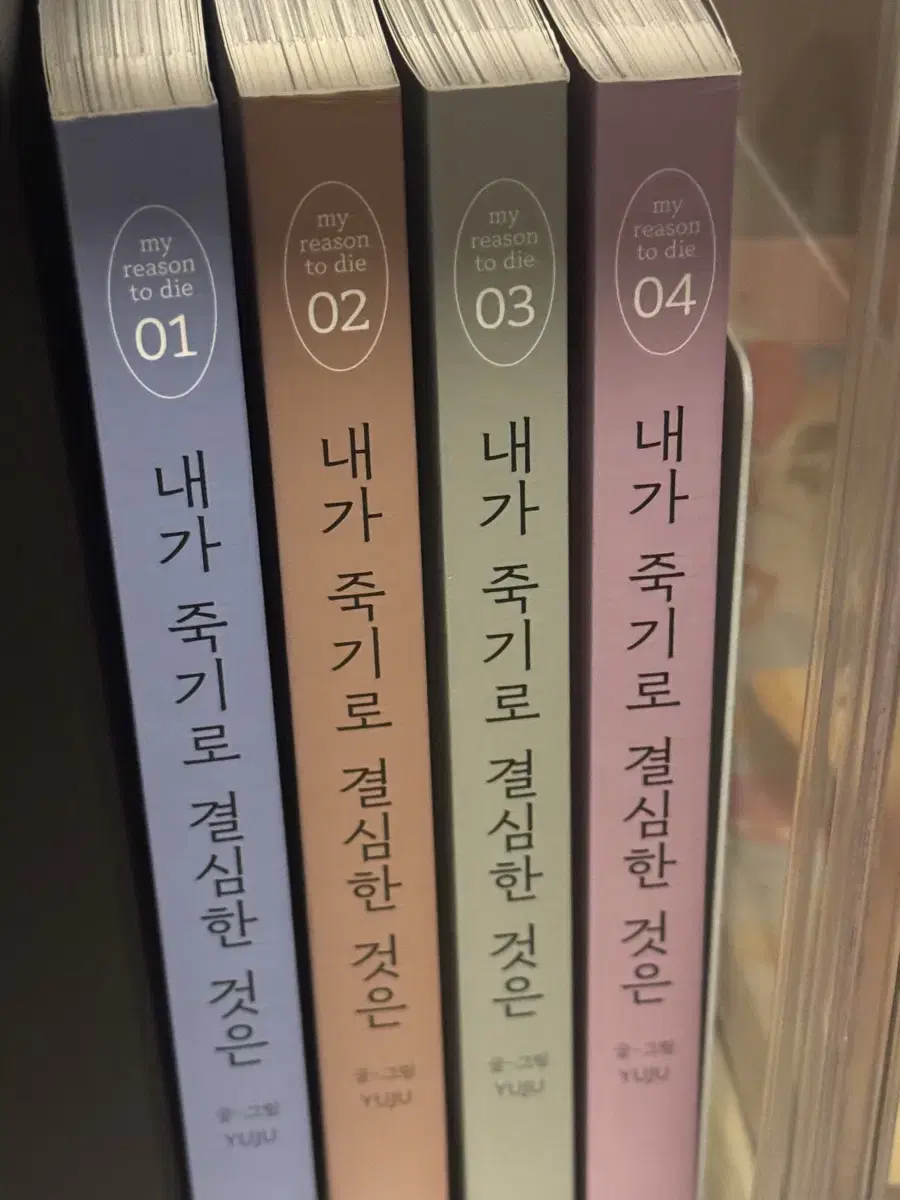 my
reason
to die
01
내가 죽기로 결심한 것은
글·그림
YUJU
my
reason
to die
02
내가 죽기로 결심한 것은
글·그림
YUJU
my
reason
to die
03
내가 죽기로 결심한 것은
글·그림
YUJU
my
reason
to die
04
내가 죽기로 결심한 것은
글·그림
YUJU